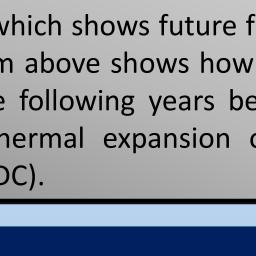 which shows future f
m above shows how
e following years be
hermal expansion
DC).